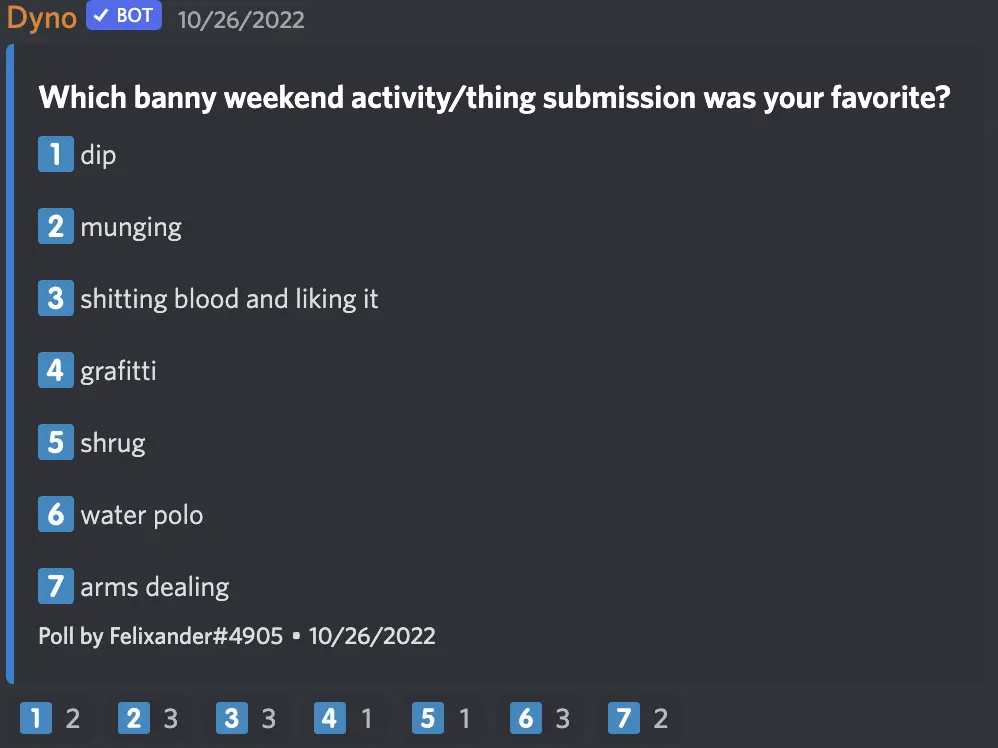 Dyno ✓ BOT 10/26/2022
Which banny weekend activity/thing submission was your favorite?
1 dip
2 munging
3 shitting blood and liking it
4 grafitti
5 shrug
6 water polo
7 arms dealing
Poll by Felixander#4905 • 10/26/2022
1 2 2 3 3 3 4 1 5 1 6 3 7 2